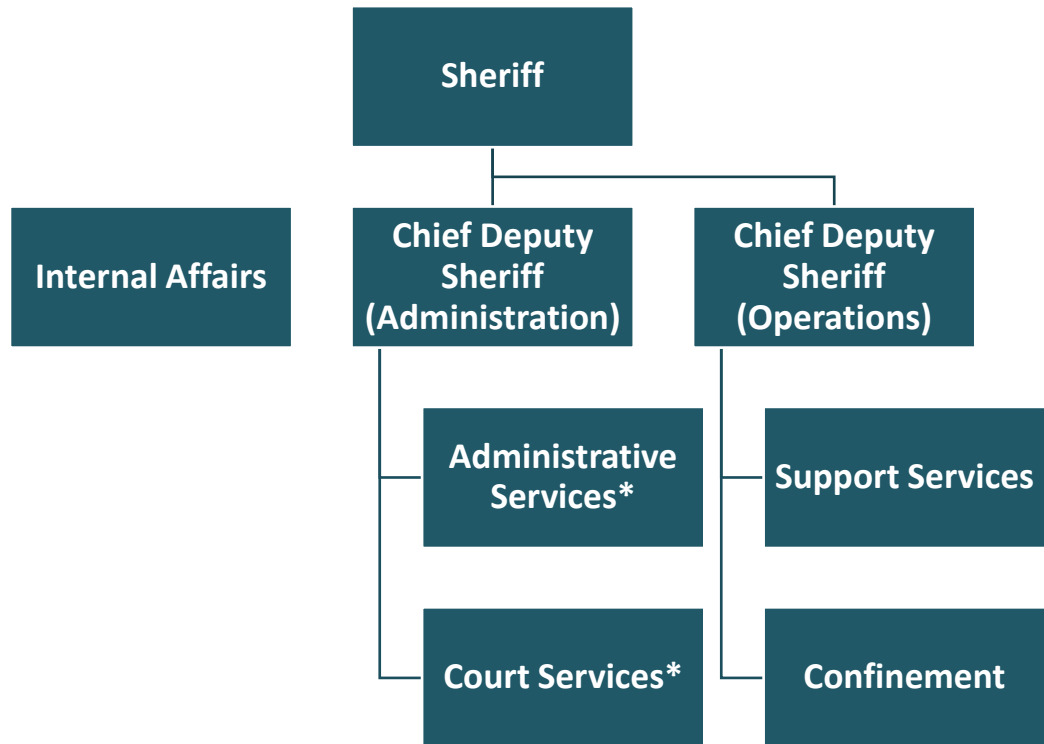 Sheriff
Internal Affairs
Chief Deputy
Sheriff
(Administration)
Chief Deputy
Sheriff
(Operations)
Administrative
Services*
Support Services
Court Services*
Confinement